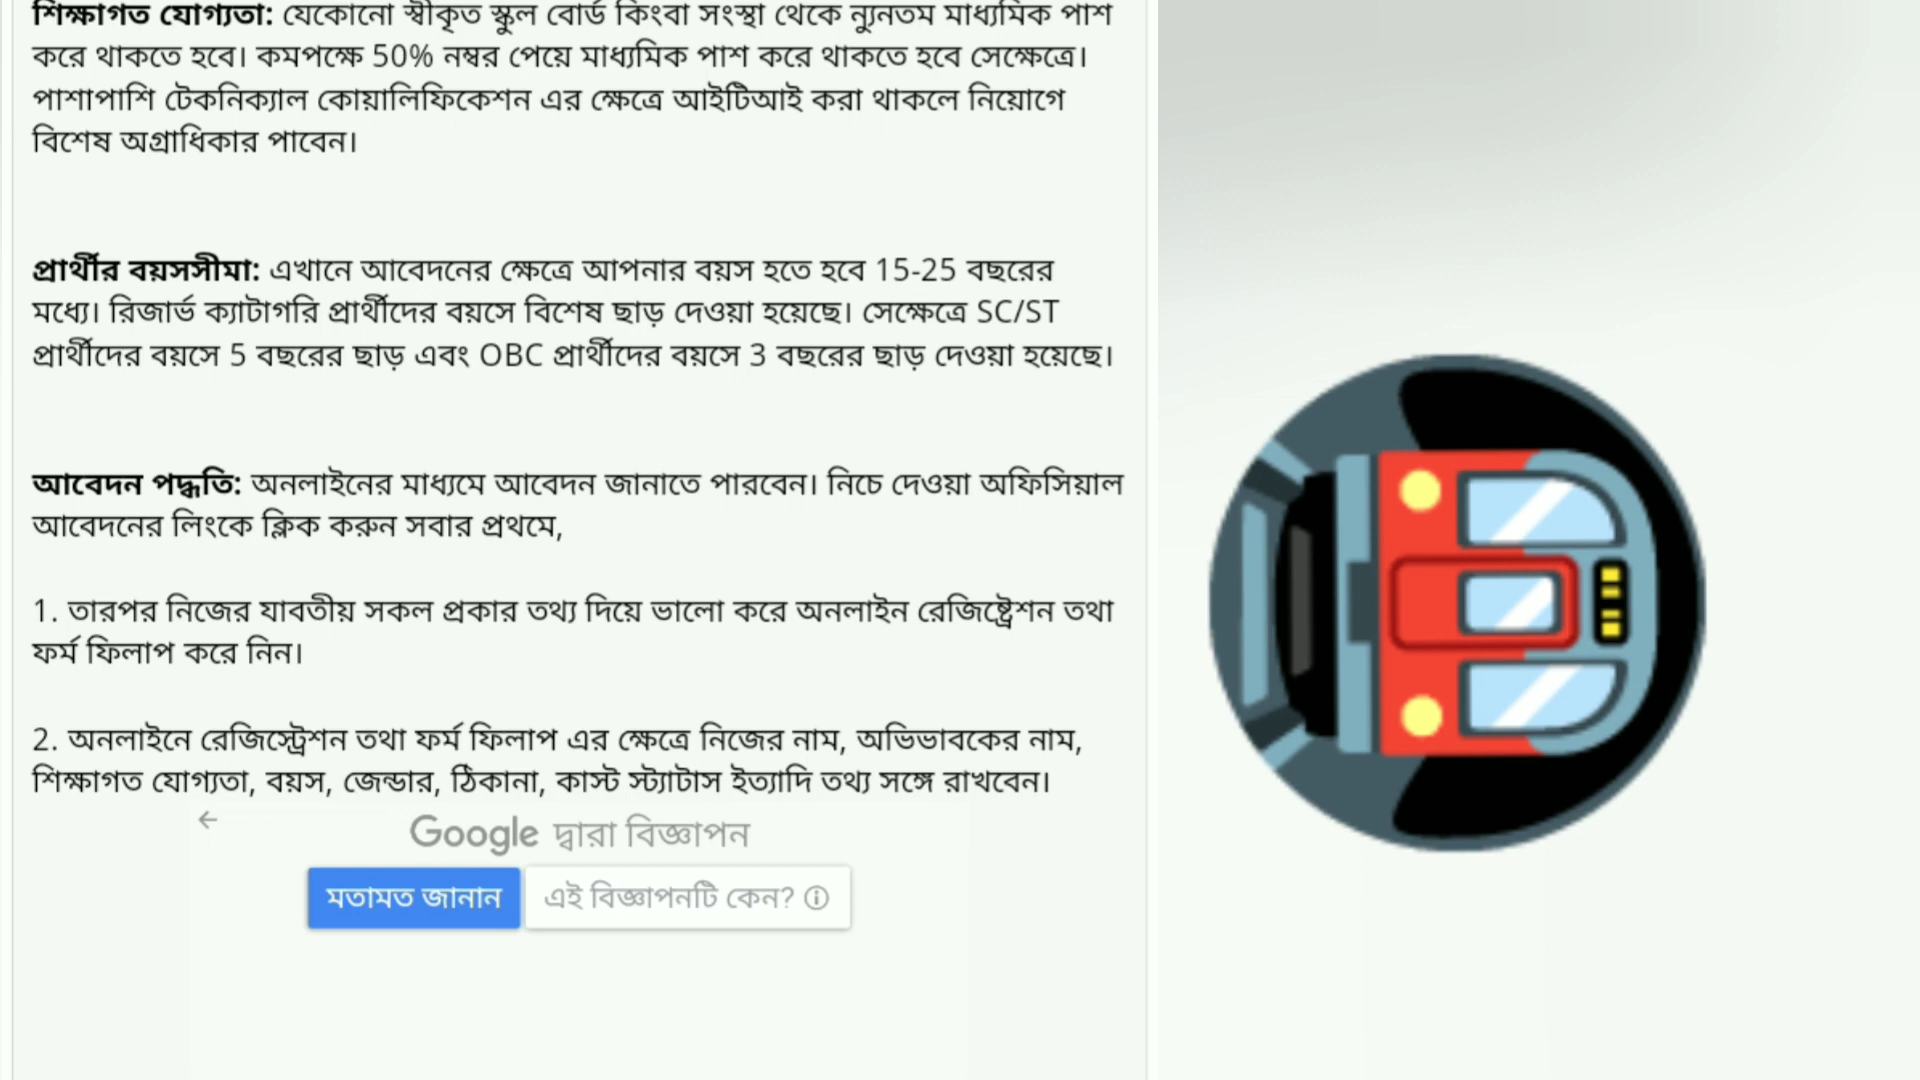 শিক্ষাগত যোগ্যতা: যেকোনো স্বীকৃত স্কুল বোর্ড কিংবা সংস্থা থেকে ন্যুনতম মাধ্যমিক পাশ
করে থাকতে হবে। কমপক্ষে 50% নম্বর পেয়ে মাধ্যমিক পাশ করে থাকতে হবে সেক্ষেত্রে।
পাশাপাশি টেকনিক্যাল কোয়ালিফিকেশন এর ক্ষেত্রে আইটিআই করা থাকলে নিয়োগে
বিশেষ অগ্রাধিকার পাবেন।
প্রার্থীর বয়সসীমা: এখানে আবেদনের ক্ষেত্রে আপনার বয়স হতে হবে 15-25 বছরের
মধ্যে। রিজার্ভ ক্যাটাগরি প্রার্থীদের বয়সে বিশেষ ছাড় দেওয়া হয়েছে। সেক্ষেত্রে SC/ST
প্রার্থীদের বয়সে 5 বছরের ছাড় এবং OBC প্রার্থীদের বয়সে 3 বছরের ছাড় দেওয়া হয়েছে।
আবেদন পদ্ধতি: অনলাইনের মাধ্যমে আবেদন জানাতে পারবেন। নিচে দেওয়া অফিসিয়াল
আবেদনের লিংকে ক্লিক করুন সবার প্রথমে,
1. তারপর নিজের যাবতীয় সকল প্রকার তথ্য দিয়ে ভালো করে অনলাইন রেজিষ্ট্রেশন তথা
ফর্ম ফিলাপ করে নিন।
2. অনলাইনে রেজিস্ট্রেশন তথা ফর্ম ফিলাপ এর ক্ষেত্রে নিজের নাম, অভিভাবকের নাম,
শিক্ষাগত যোগ্যতা, বয়স, জেন্ডার, ঠিকানা, কাস্ট স্ট্যাটাস ইত্যাদি তথ্য সঙ্গে রাখবেন।
Google দ্বারা বিজ্ঞাপন
মতামত জানান এই বিজ্ঞাপনটি কেন?